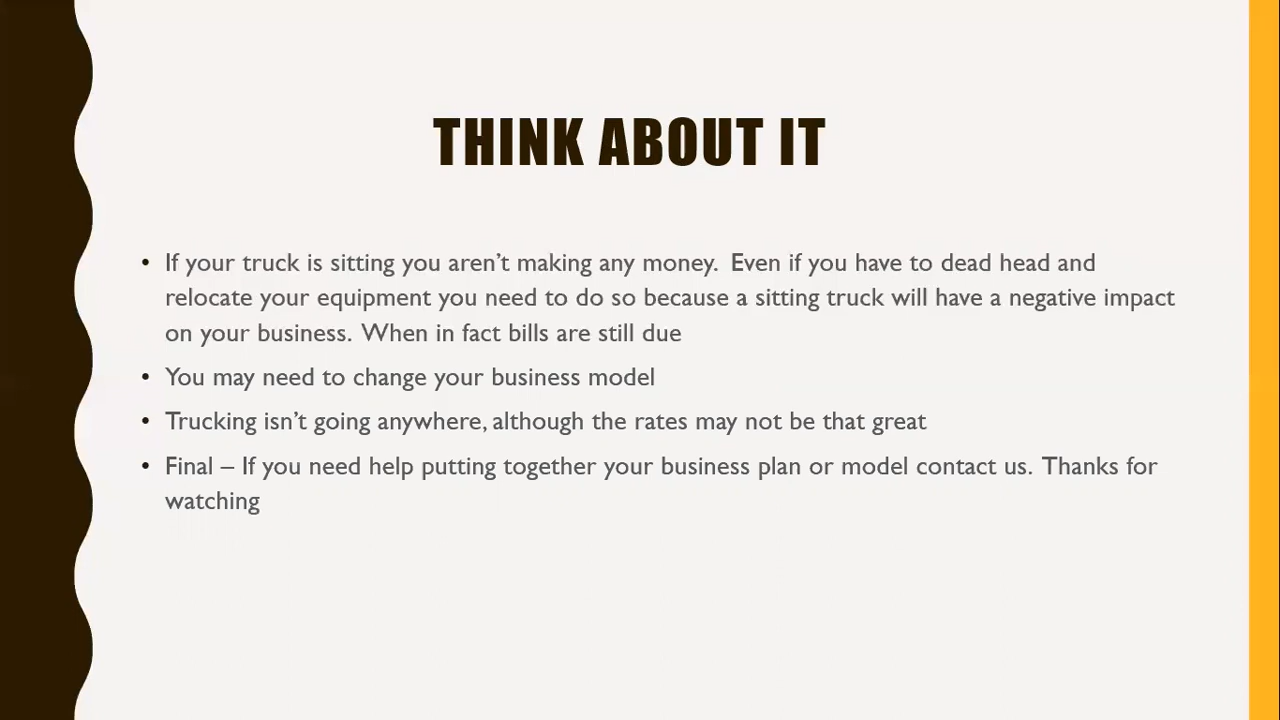 THINK ABOUT IT
• If your truck is sitting you aren’t making any money.  Even if you have to dead head and
relocate your equipment you need to do so because a sitting truck will have a negative impact
on your business.  When in fact bills are still due
• You may need to change your business model
• Trucking isn’t going anywhere, although the rates may not be that great
• Final – If you need help putting together your business plan or model contact us.  Thanks for
watching